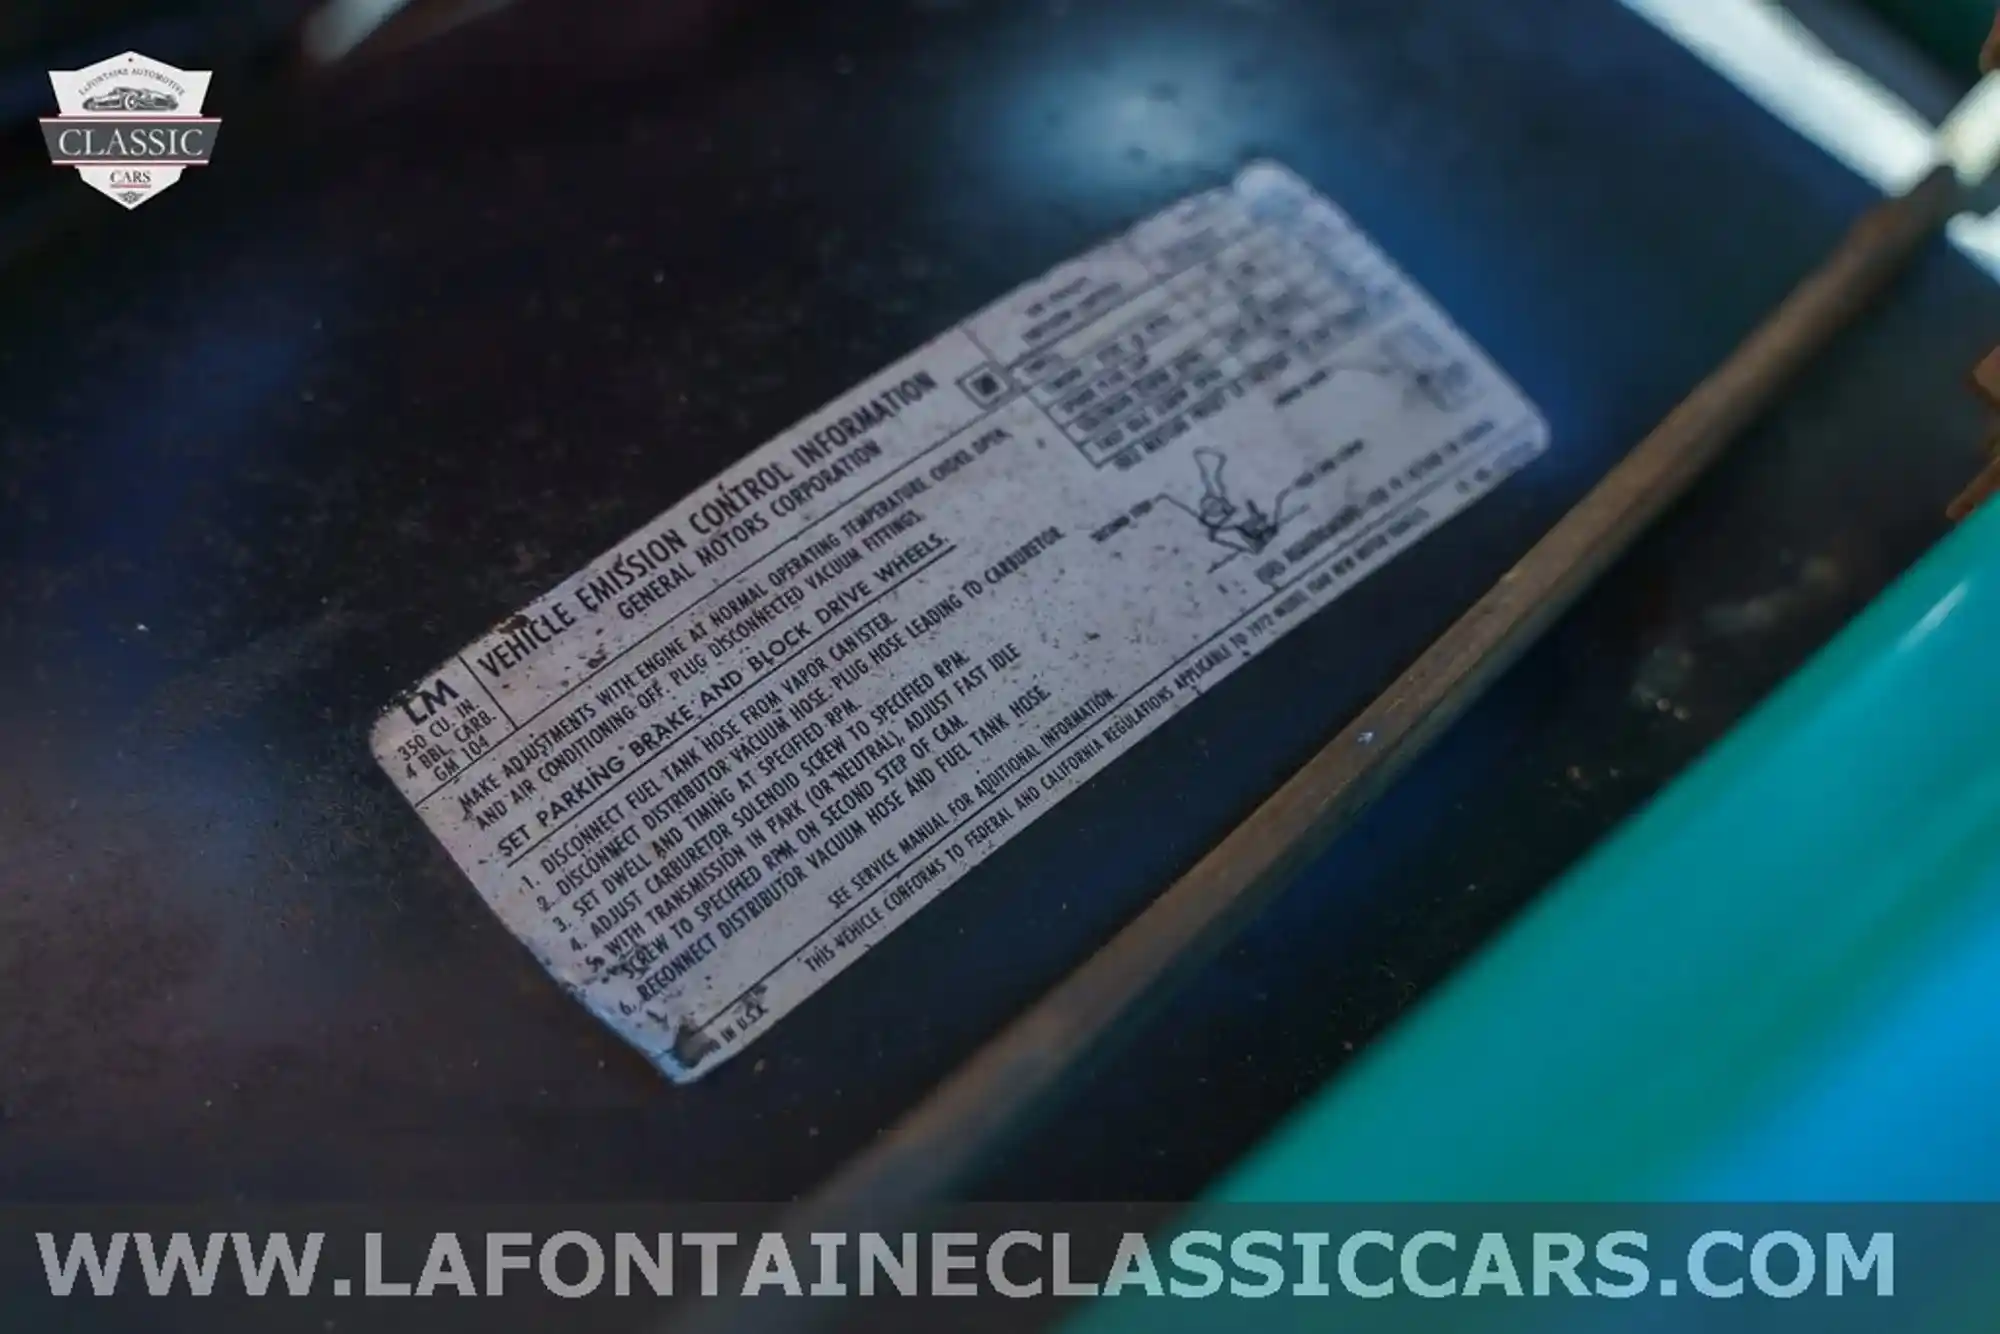 LAFONTAINE AUTOMOTIVE
CLASSIC
CARS
LM
350 CU. IN.
4 BBL. CARB.
GM 104
VEHICLE EMISSION CONTROL INFORMATION
GENERAL MOTORS CORPORATION
MAKE ADJUSTMENTS WITH ENGINE AT NORMAL OPERATING TEMPERATURE, CHOKE OPEN,
AND AIR CONDITIONING OFF. PLUG DISCONNECTED VACUUM FITTINGS.
SET PARKING BRAKE AND BLOCK DRIVE WHEELS.
1. DISCONNECT FUEL TANK HOSE FROM VAPOR CANISTER.
2. DISCONNECT DISTRIBUTOR VACUUM HOSE. PLUG HOSE LEADING TO CARBURETOR.
3. SET DWELL AND TIMING AT SPECIFIED RPM.
4. ADJUST CARBURETOR SOLENOID SCREW TO SPECIFIED RPM.
5. WITH TRANSMISSION IN PARK (OR NEUTRAL), ADJUST FAST IDLE
SCREW TO SPECIFIED RPM ON SECOND STEP OF CAM.
6. RECONNECT DISTRIBUTOR VACUUM HOSE AND FUEL TANK HOSE.
SEE SERVICE MANUAL FOR ADDITIONAL INFORMATION.
THIS VEHICLE CONFORMS TO FEDERAL AND CALIFORNIA REGULATIONS APPLICABLE TO 1972 MODEL YEAR NEW MOTOR VEHICLES
IN U.S.A.
WWW.LAFONTAINECLASSICCARS.COM